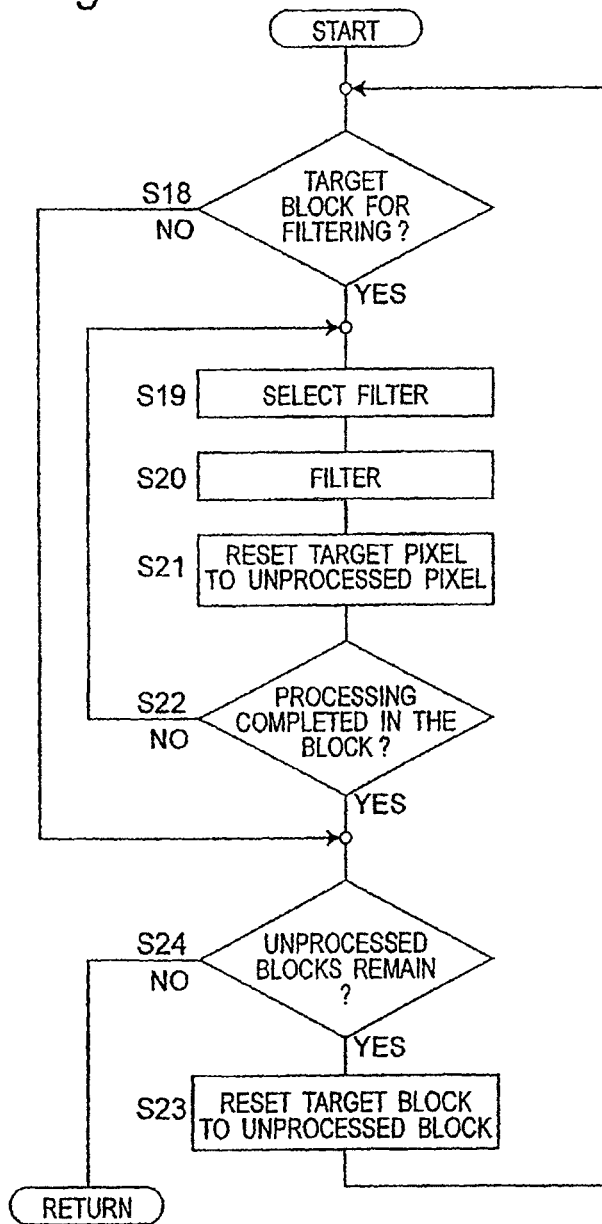 START
S18
TARGET
BLOCK FOR
FILTERING ?
NO
YES
S19
SELECT FILTER
S20
FILTER
S21
RESET TARGET PIXEL
TO UNPROCESSED PIXEL
S22
PROCESSING
COMPLETED IN THE
BLOCK ?
NO
YES
S24
UNPROCESSED
BLOCKS REMAIN
?
NO
YES
S23
RESET TARGET BLOCK
TO UNPROCESSED BLOCK
RETURN